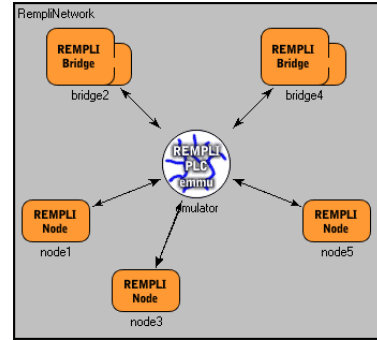 RempliNetwork
REMPLI
Bridge
bridge2
REMPLI
Bridge
bridge4
REMPLI
PLC
emmu
mulator
REMPLI
Node
node1
REMPLI
Node
node5
REMPLI
Node
node3